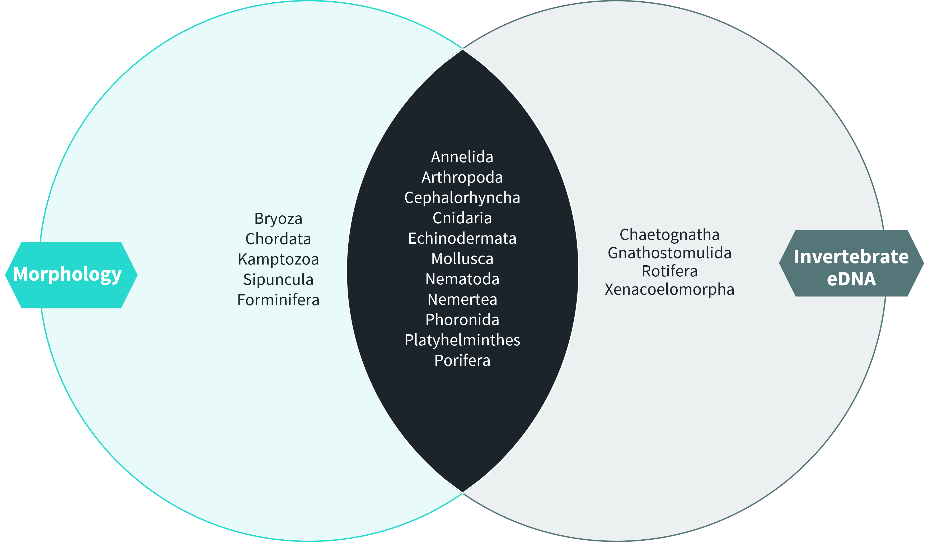 Morphology
Bryoza
Chordata
Kamptozoa
Sipuncula
Forminifera
Annelida
Arthropoda
Cephalorhyncha
Cnidaria
Echinodermata
Mollusca
Nematoda
Nemertea
Phoronida
Platyhelminthes
Porifera
Chaetognatha
Gnathostomulida
Rotifera
Xenacoelomorpha
Invertebrate
eDNA